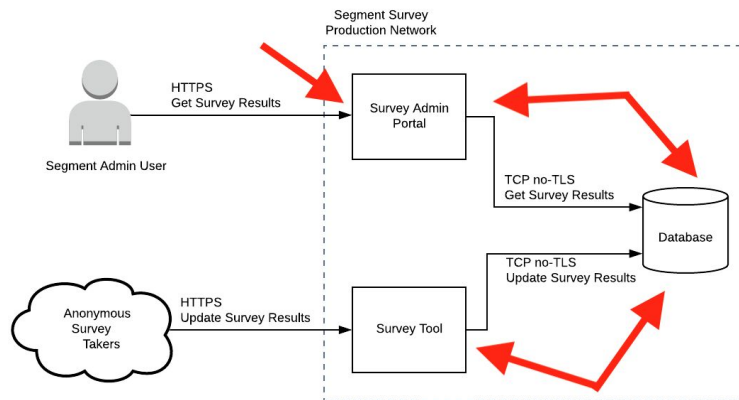 Segment Survey
Production Network
HTTPS
Get Survey Results
Survey Admin
Portal
Segment Admin User
TCP no-TLS
Get Survey Results
Database
TCP no-TLS
Update Survey Results
HTTPS
Update Survey Results
Anonymous
Survey
Takers
Survey Tool